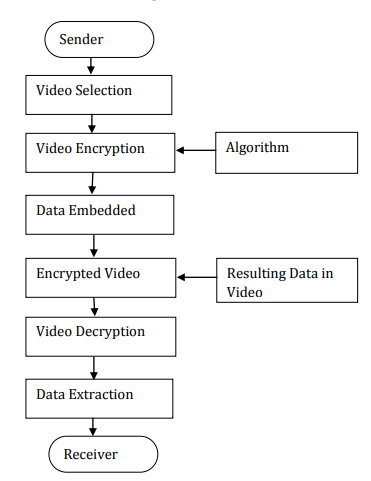 Sender
Video Selection
Video Encryption
Algorithm
Data Embedded
Encrypted Video
Resulting Data in
Video
Video Decryption
Data Extraction
Receiver